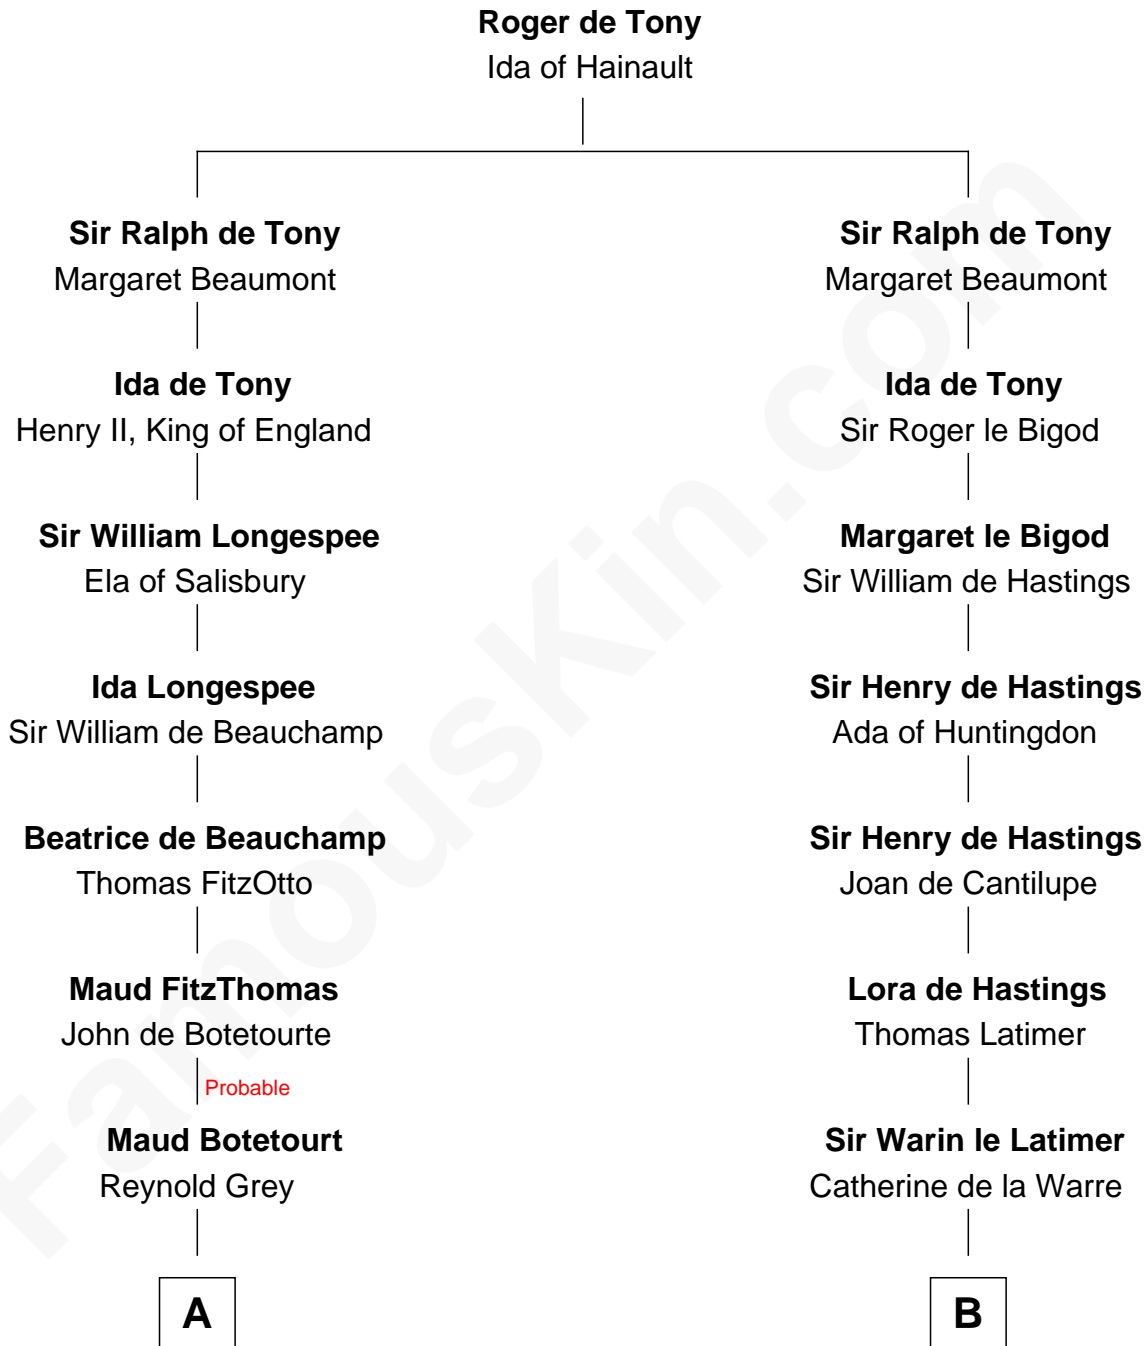 Roger de Tony
Ida of Hainault
Sir Ralph de Tony
Margaret Beaumont
Ida de Tony
Henry II, King of England
Sir William Longespee
Ela of Salisbury
Ida Longespee
Sir William de Beauchamp
Beatrice de Beauchamp
Thomas FitzOtto
Maud FitzThomas
John de Botetourte
Probable
Maud Botetourt
Reynold Grey
A
Sir Ralph de Tony
Margaret Beaumont
Ida de Tony
Sir Roger le Bigod
Margaret le Bigod
Sir William de Hastings
Sir Henry de Hastings
Ada of Huntingdon
Sir Henry de Hastings
Joan de Cantilupe
Lora de Hastings
Thomas Latimer
Sir Warin le Latimer
Catherine de la Warre
B
FamousKin.com